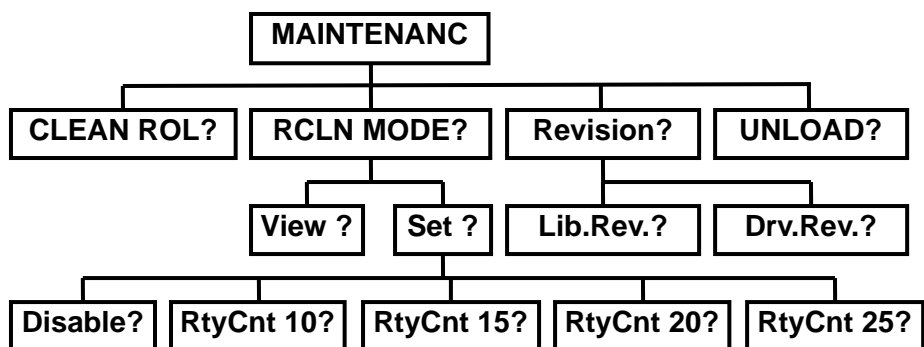 MAINTENANC
CLEAN ROL? RCLN MODE? Revision? UNLOAD?
View ? Set ? Lib.Rev.? Drv.Rev.?
Disable? RtyCnt 10? RtyCnt 15? RtyCnt 20? RtyCnt 25?